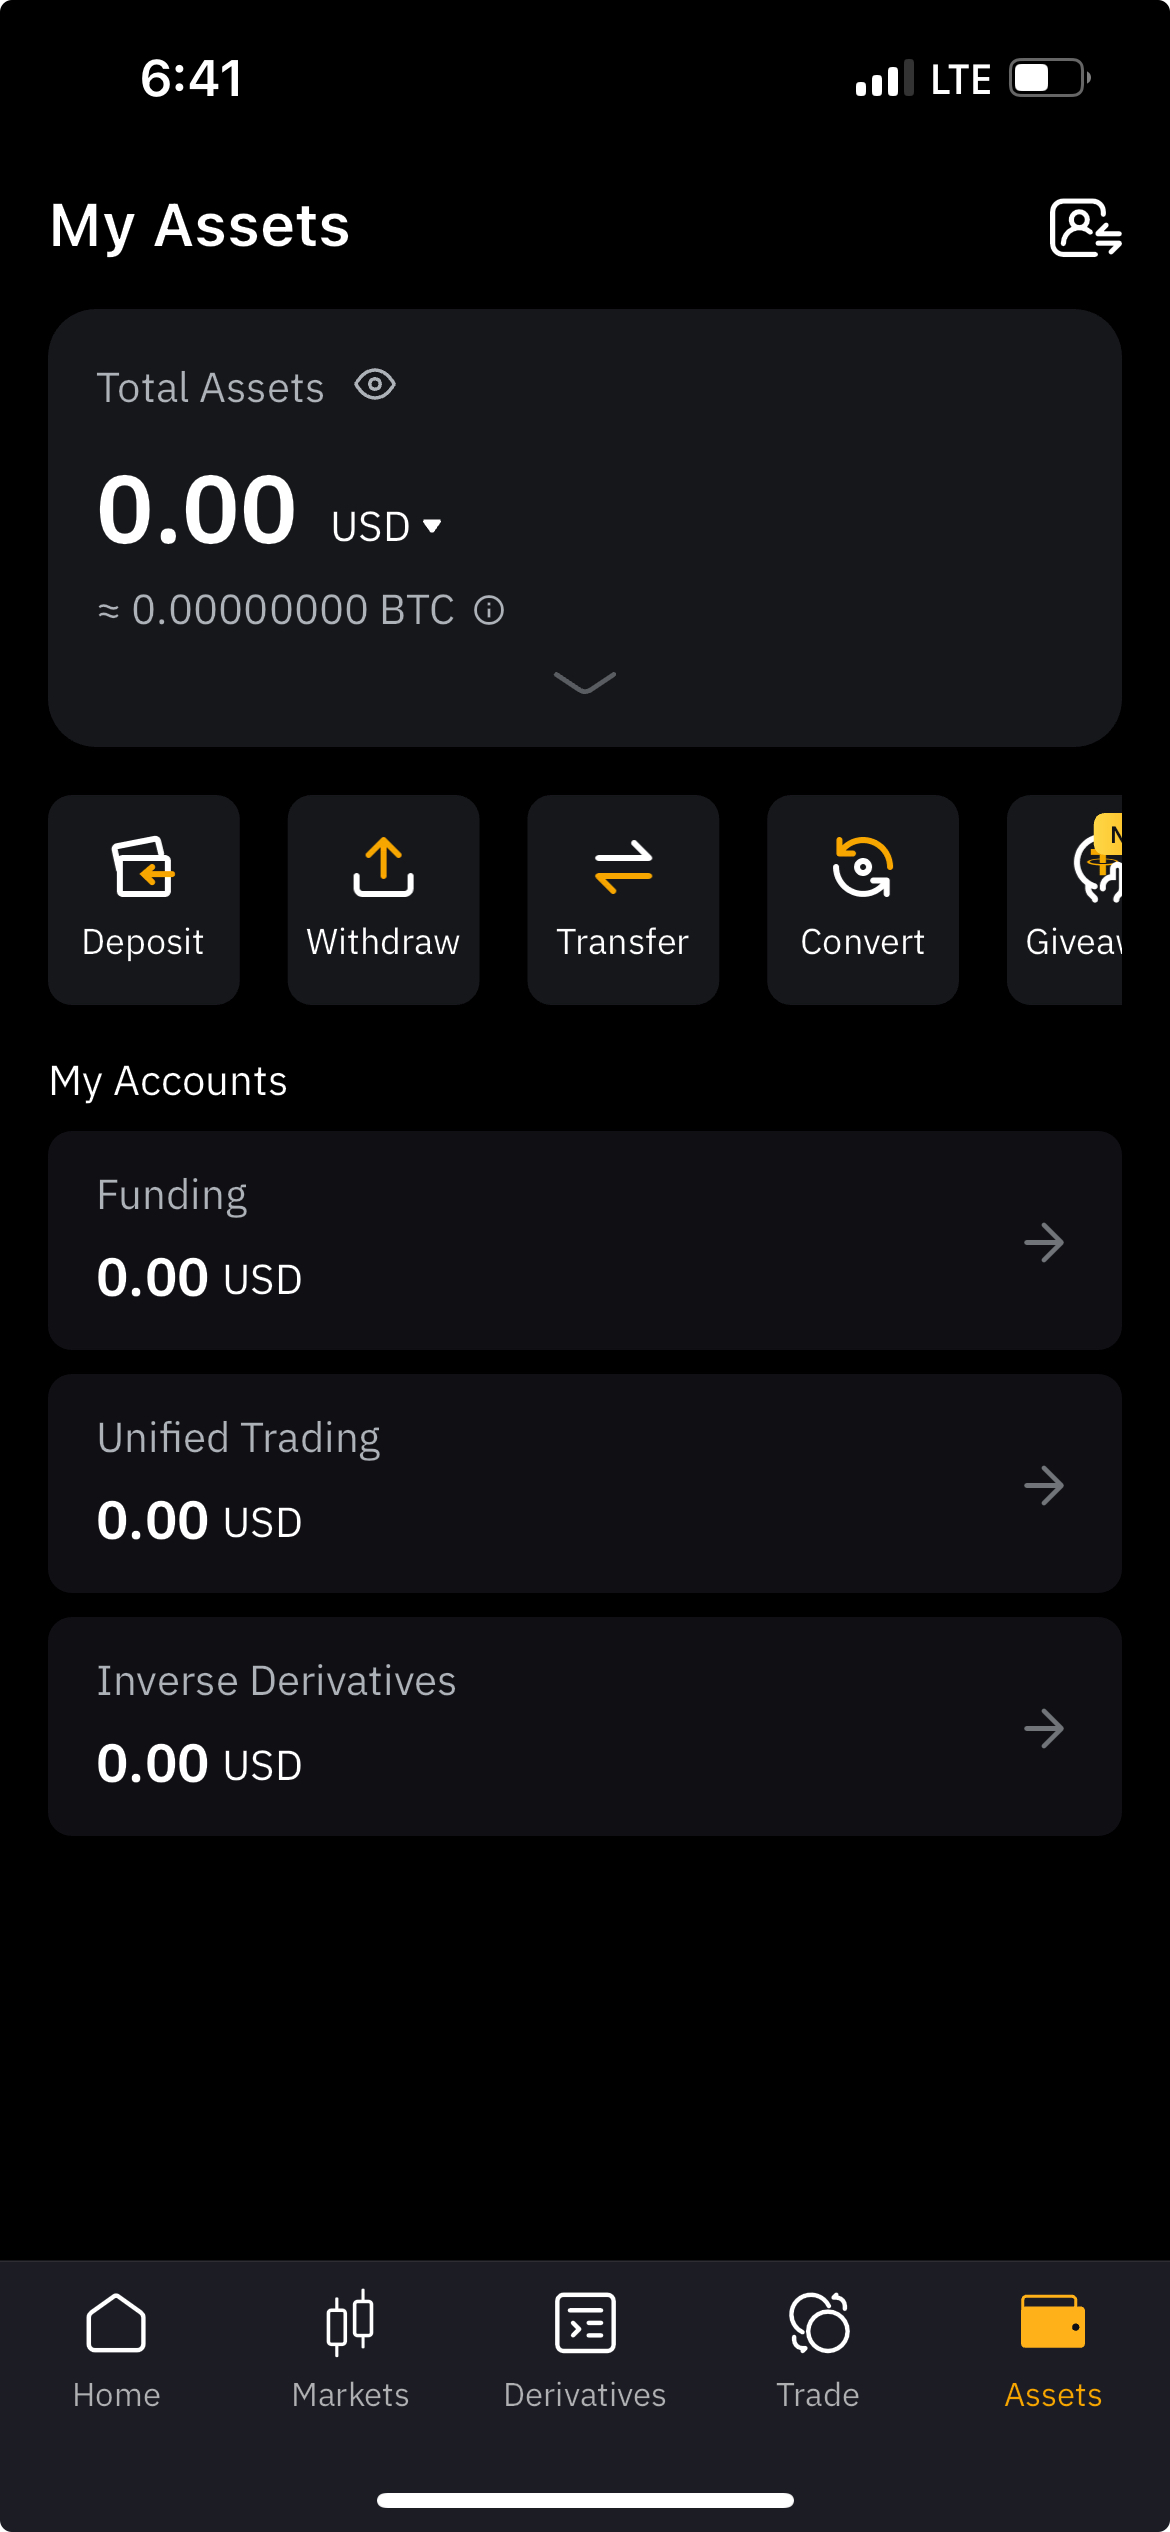 6:41 LTE
My Assets
Total Assets
0.00 USD
≈ 0.00000000 BTC
Deposit Withdraw Transfer Convert
My Accounts
Funding
0.00 USD
Unified Trading
0.00 USD
Inverse Derivatives
0.00 USD
Home Markets Derivatives Trade Assets